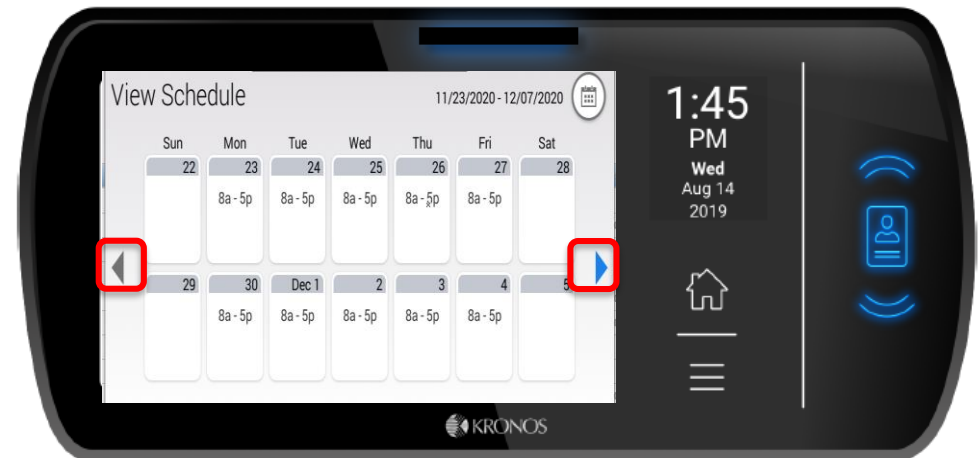 View Schedule 11/23/2020 - 12/07/2020
Sun Mon Tue Wed Thu Fri Sat
22 23 24 25 26 27 28
8a - 5p 8a - 5p 8a - 5p 8a - 5p 8a - 5p
29 30 Dec 1 2 3 4 5
8a - 5p 8a - 5p 8a - 5p 8a - 5p 8a - 5p
1:45
PM
Wed
Aug 14
2019
KRONOS